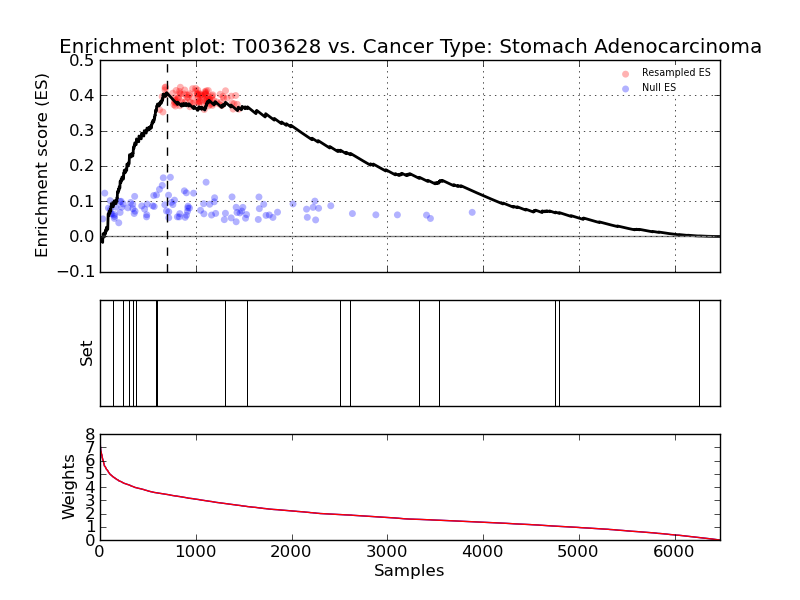 Enrichment plot: T003628 vs. Cancer Type: Stomach Adenocarcinoma
0.5
0.4
0.3
0.2
0.1
0.0
−0.1
Enrichment score (ES)
Resampled ES
Null ES
Set
8
7
6
5
4
3
2
1
0
Weights
0 1000 2000 3000 4000 5000 6000
Samples